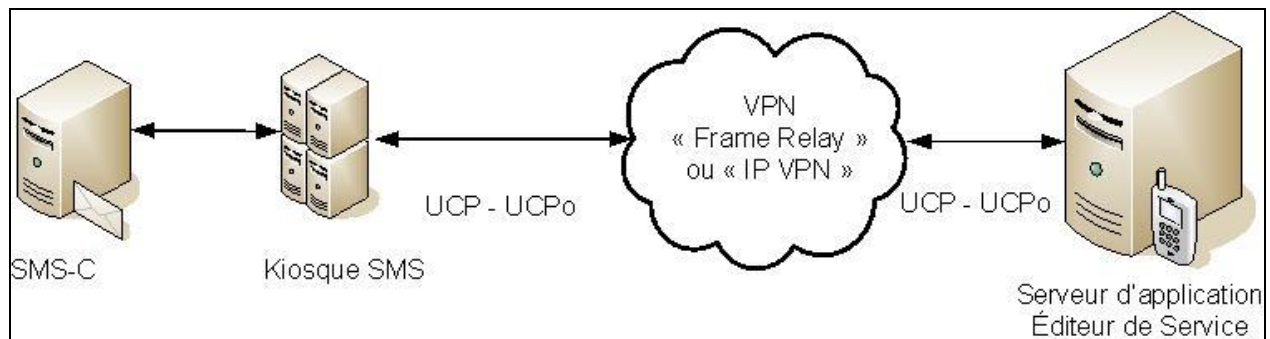 VPN
« Frame Relay »
ou « IP VPN »
UCP - UCPo
UCP - UCPo
SMS-C
Kiosque SMS
Serveur d'application
Éditeur de Service